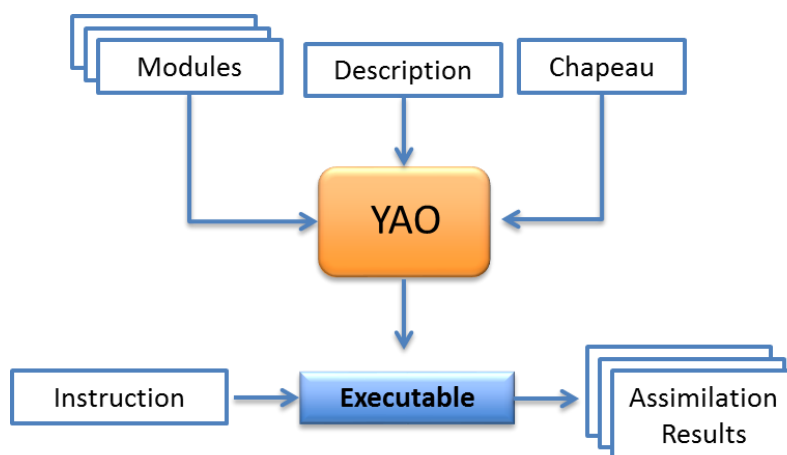 Modules
Description
Chapeau
YAO
Instruction
Executable
Assimilation
Results